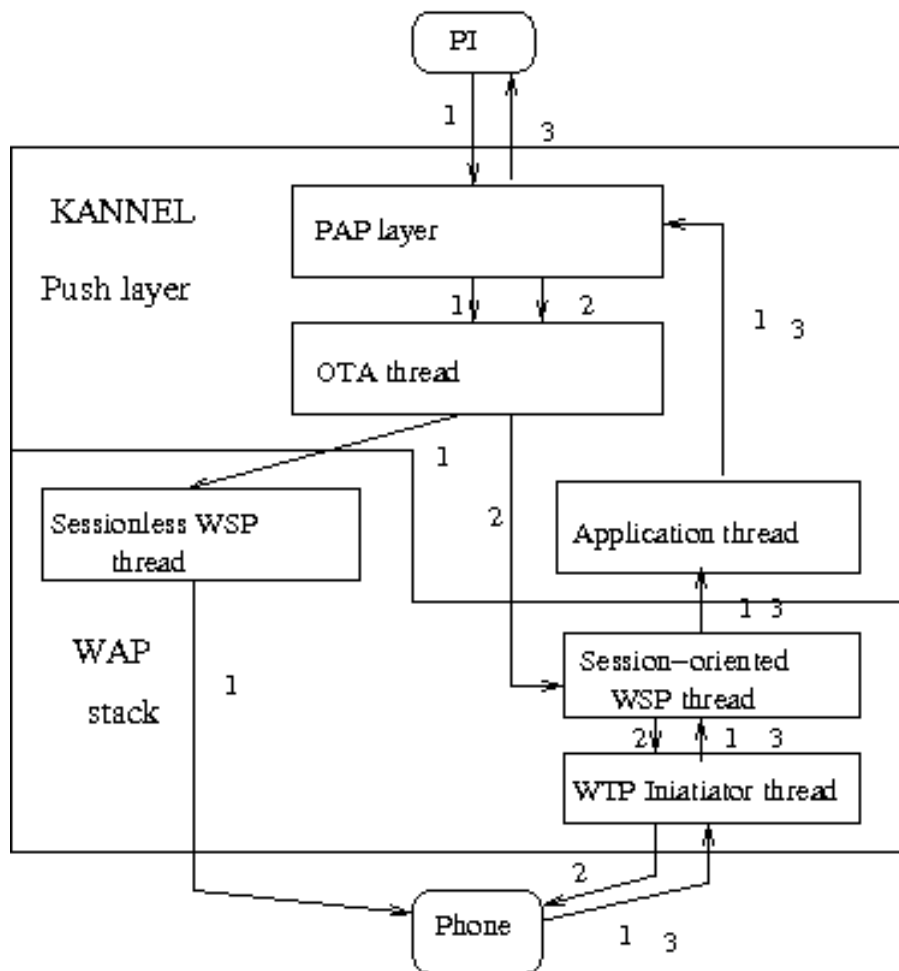 PI
1
3
KANNEL
Push layer
PAP layer
1
2
1 3
OTA thread
1
2
Sessionless WSP
thread
Application thread
1 3
WAP
stack
1
Session-oriented
WSP thread
2
1 3
WTP Iniatiator thread
2
Phone
1 3